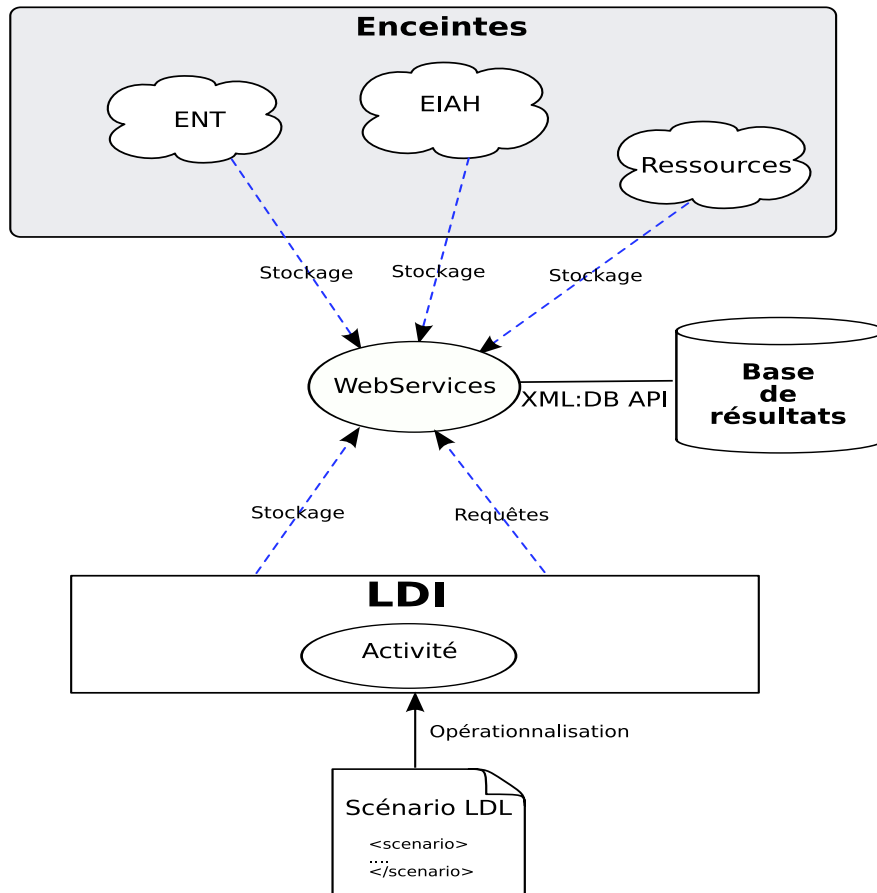 Enceintes
ENT
EIAH
Ressources
Stockage
Stockage
Stockage
WebServices
XML:DB API
Base
de
résultats
Stockage
Requêtes
LDI
Activité
Opérationnalisation
Scénario LDL
<scenario>
....
</scenario>